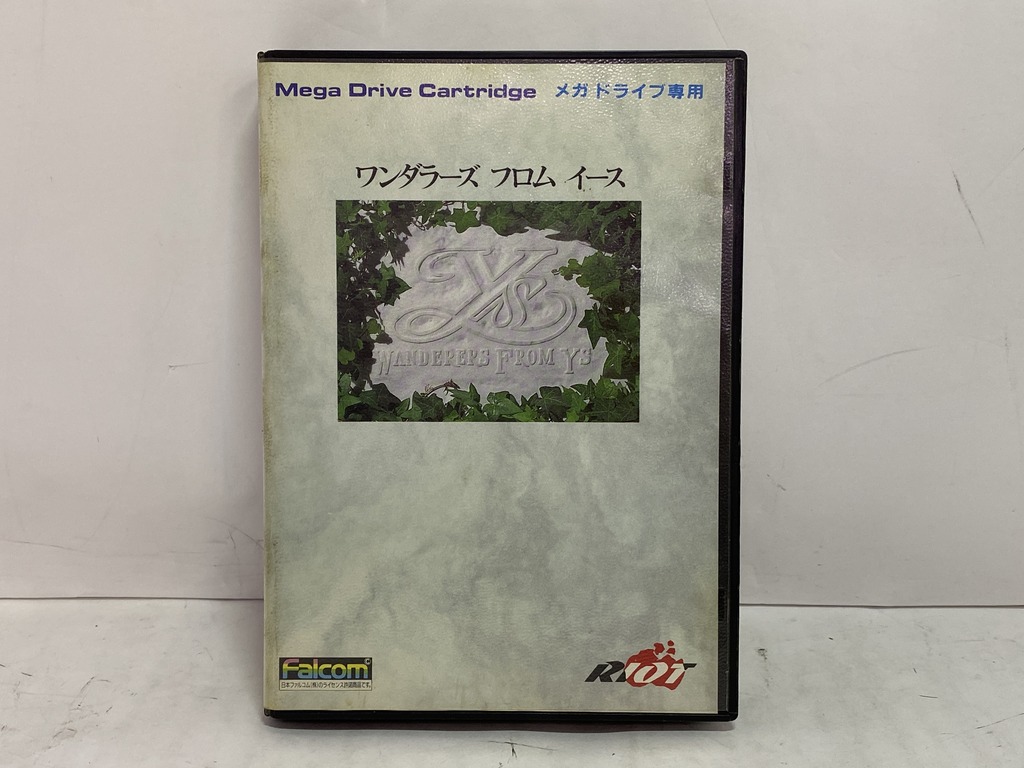 Mega Drive Cartridge メガドライブ専用
ワンダラーズ フロム イース
Ys
WANDERERS FROM YS
Falcom
日本ファルコム(株)のライセンス許諾商品です。
RIOT